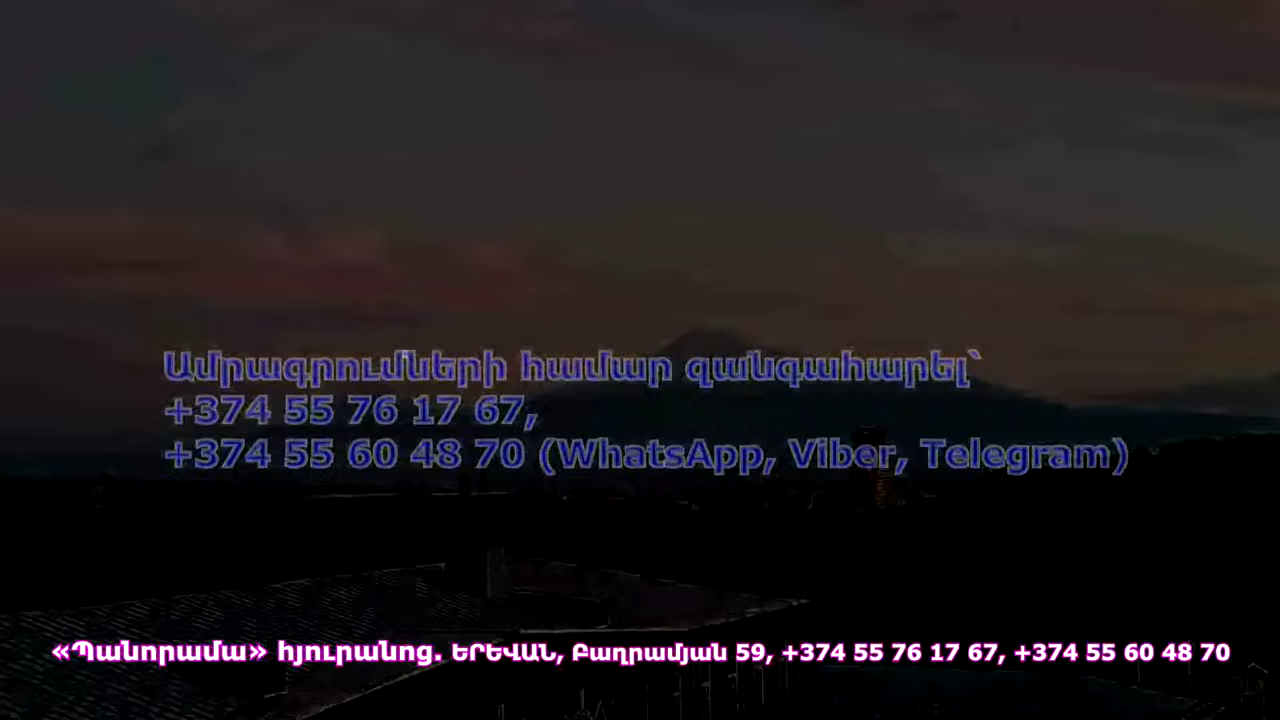 Ամրագրումների համար զանգահարել՝
+374 55 76 17 67,
+374 55 60 48 70 (WhatsApp, Viber, Telegram)
«Պանորամա» հյուրանոց. ԵՐԵՎԱՆ, Բաղրամյան 59, +374 55 76 17 67, +374 55 60 48 70